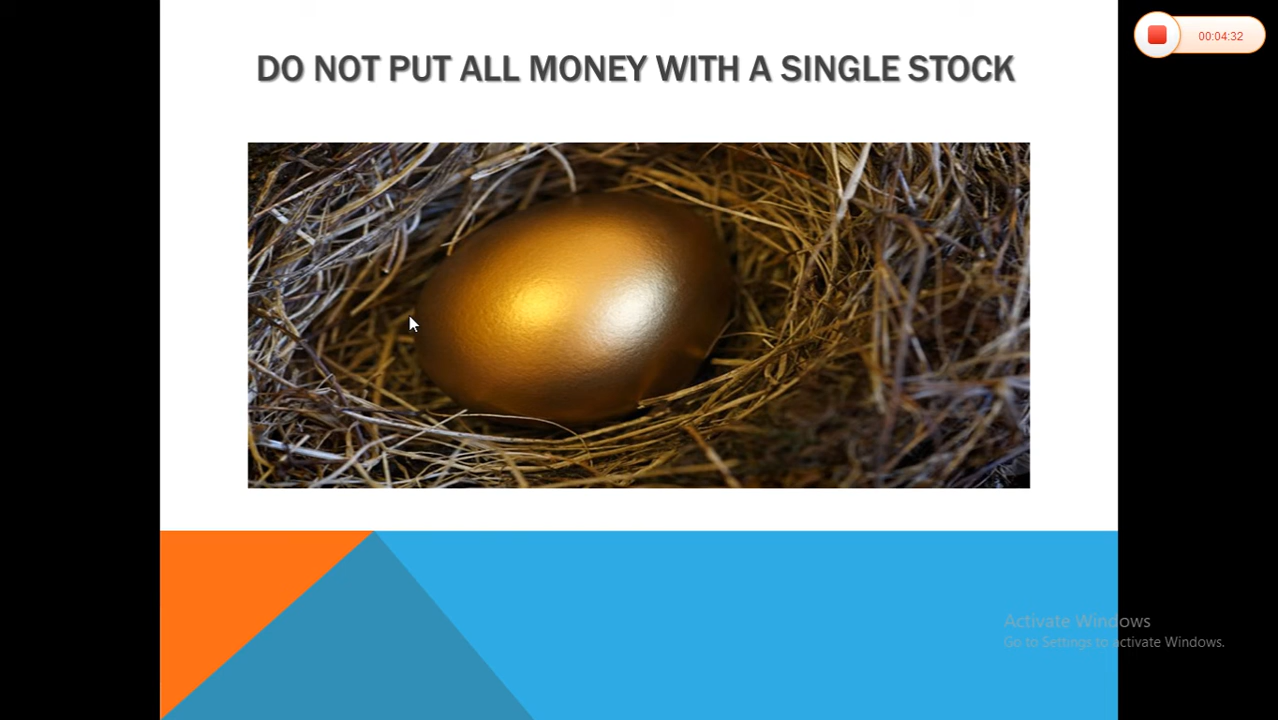 00:04:32
DO NOT PUT ALL MONEY WITH A SINGLE STOCK
Activate Windows
Go to Settings to activate Windows.